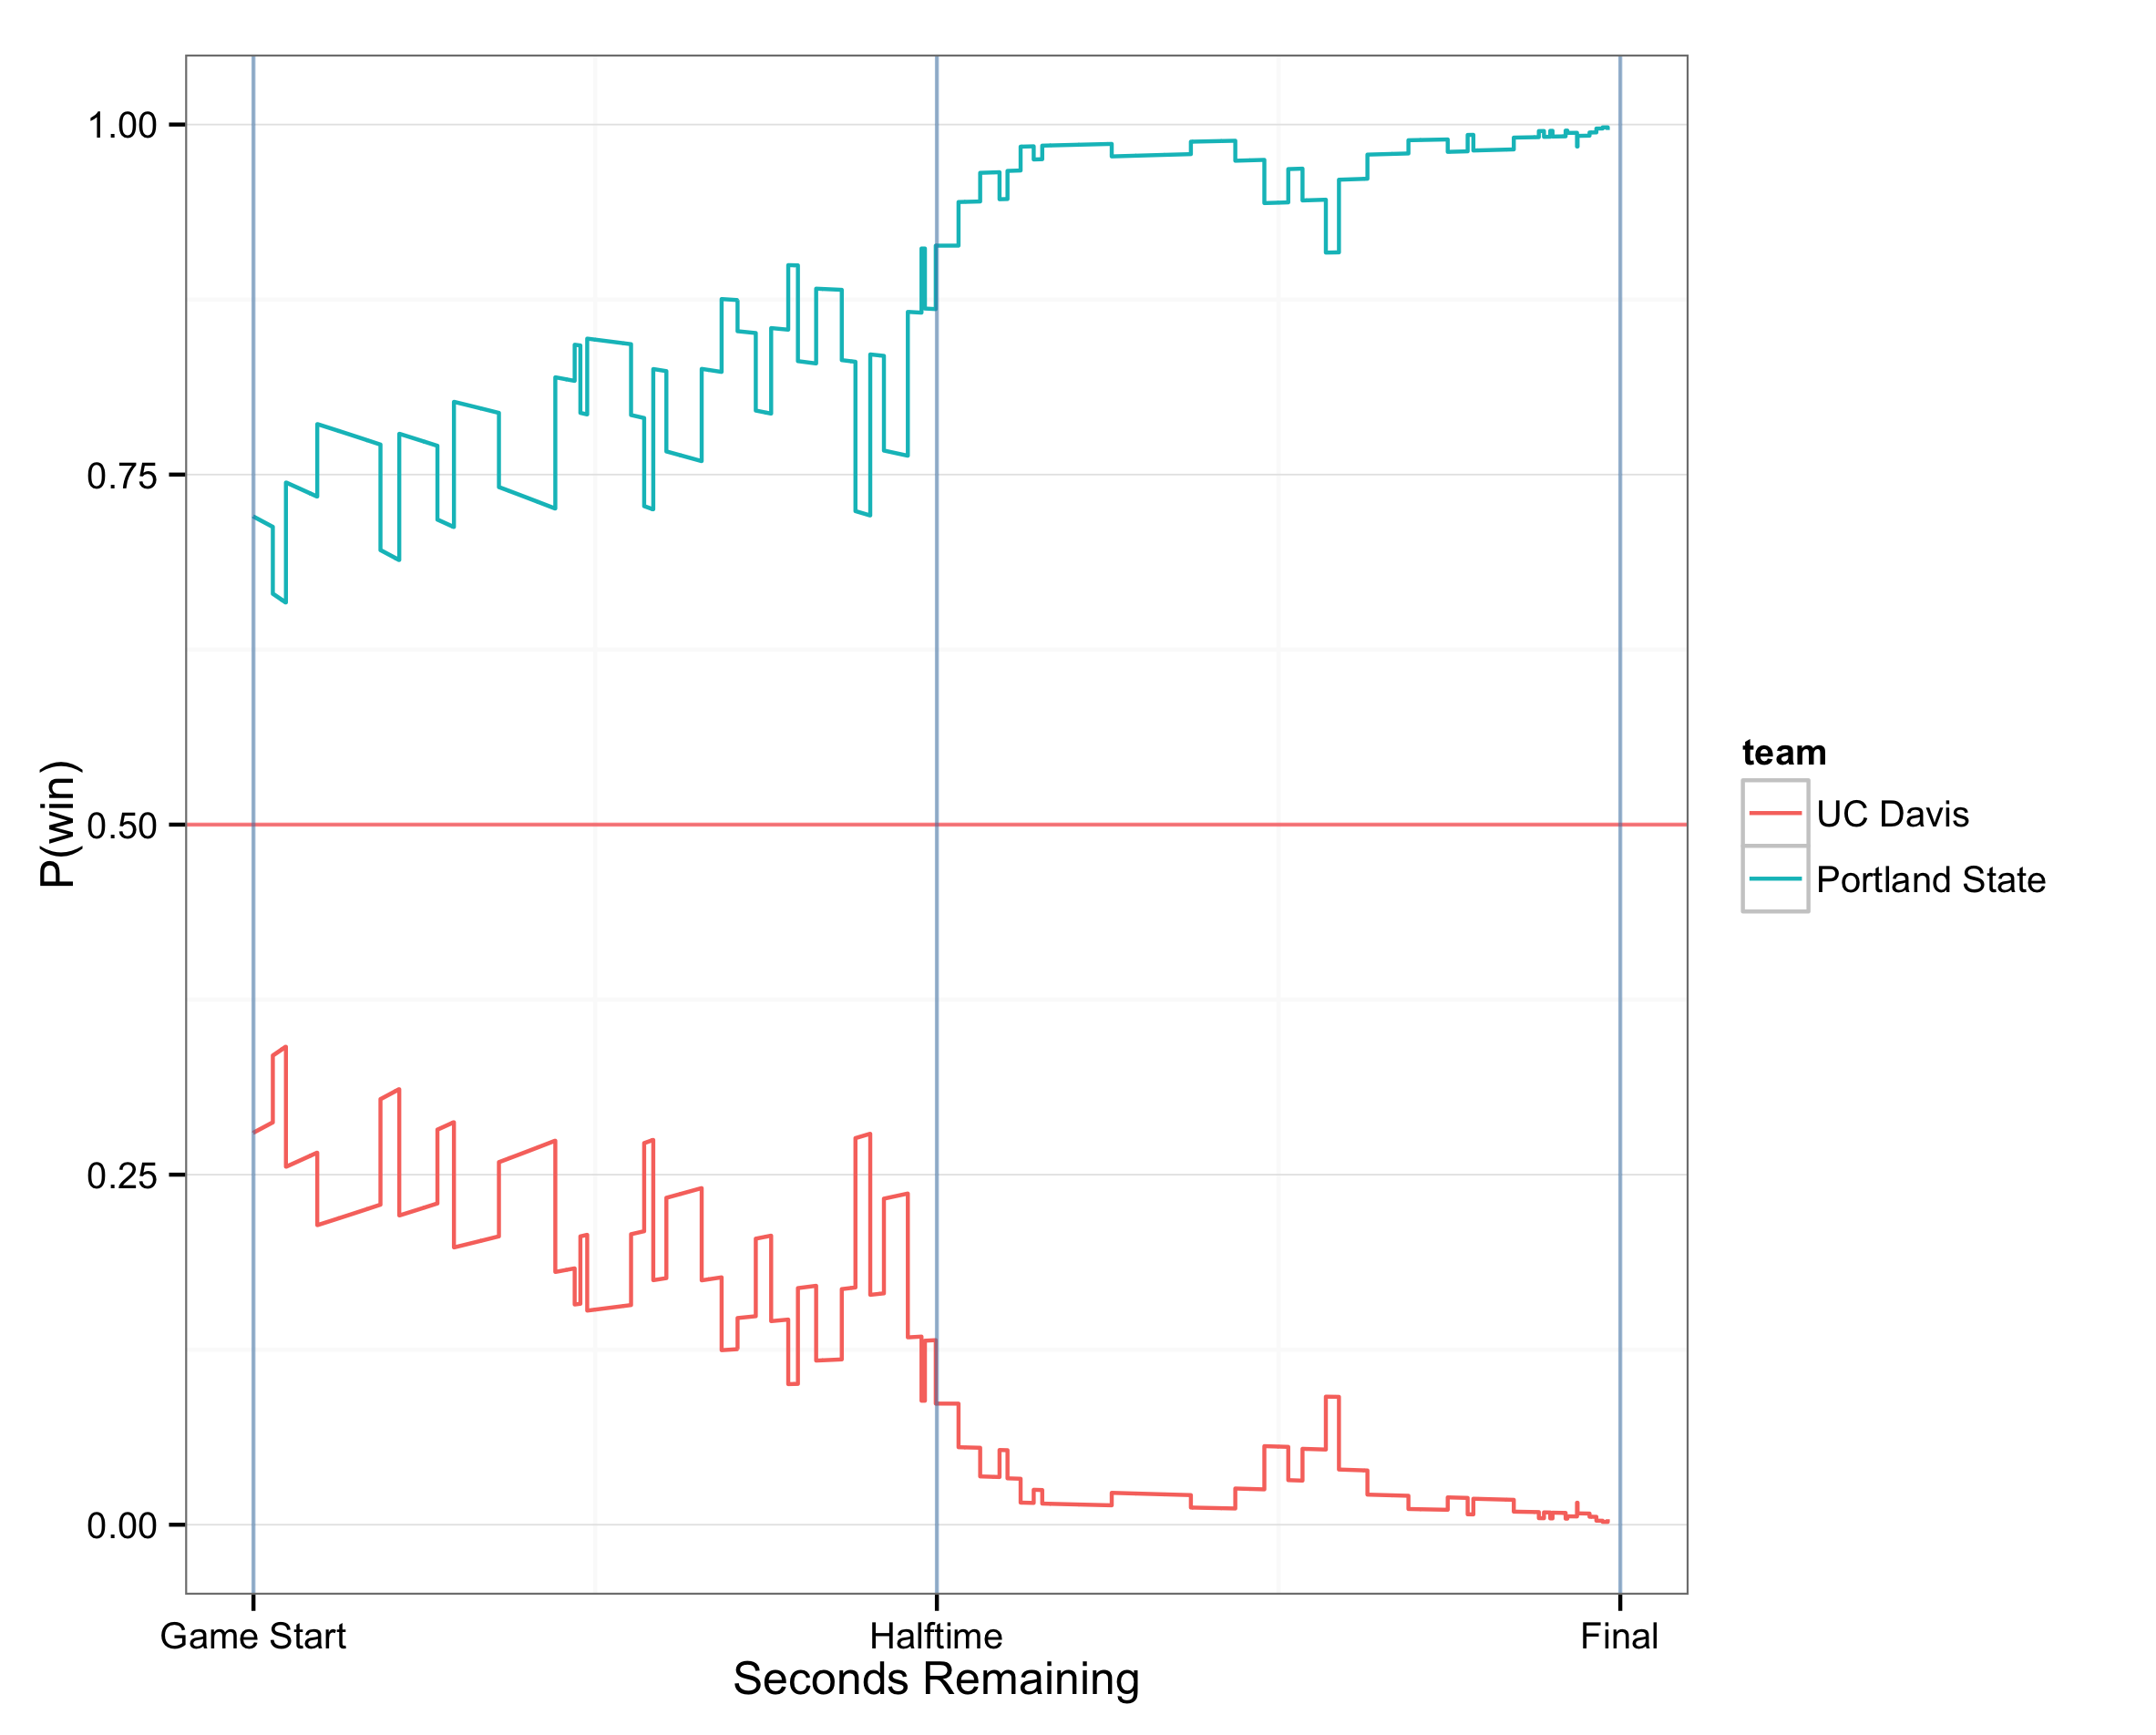 1.00
0.75
0.50
0.25
0.00
P(win)
Game Start
Halftime
Final
Seconds Remaining
team
UC Davis
Portland State